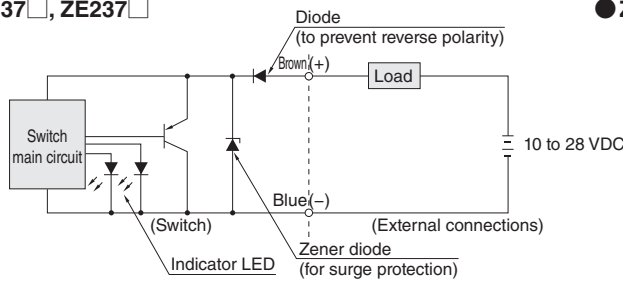 37□, ZE237□
Diode
(to prevent reverse polarity)
Brown(+)
Load
Switch
main circuit
10 to 28 VDC
Blue(−)
(Switch)
(External connections)
Indicator LED
Zener diode
(for surge protection)